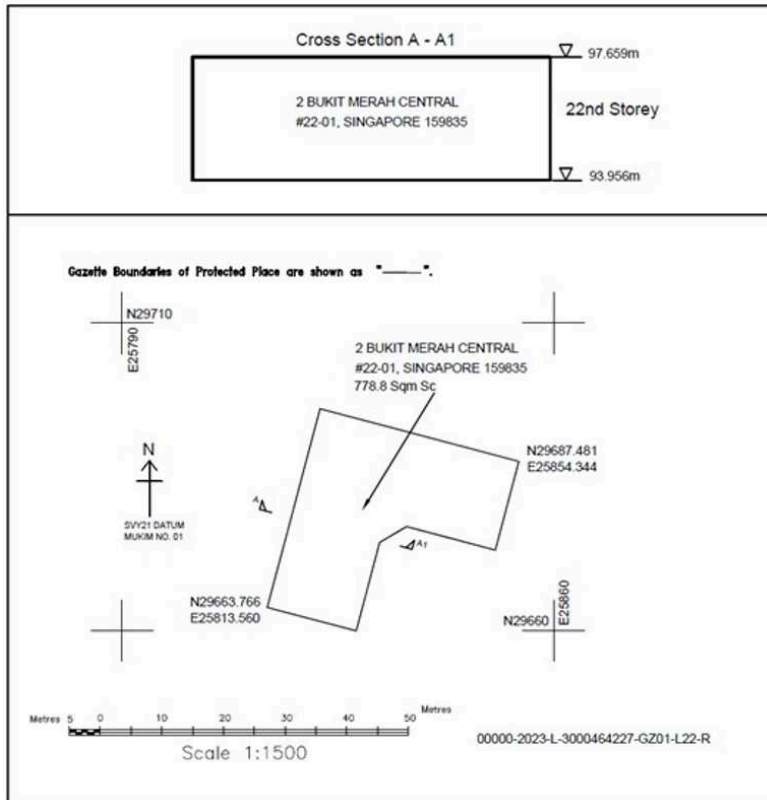 Cross Section A - A1
97.659m
2 BUKIT MERAH CENTRAL
#22-01, SINGAPORE 159835
22nd Storey
93.956m
Gazette Boundaries of Protected Place are shown as "———".
N29710
E25790
2 BUKIT MERAH CENTRAL
#22-01, SINGAPORE 159835
778.8 Sqm Sc
N29687.481
E25854.344
N
A
SVY21 DATUM
MUKIM NO. 01
A1
N29663.766
E25813.560
N29660
E25860
Metres 5 0 10 20 30 40 50 Metres
Scale 1:1500
00000-2023-L-3000464227-GZ01-L22-R